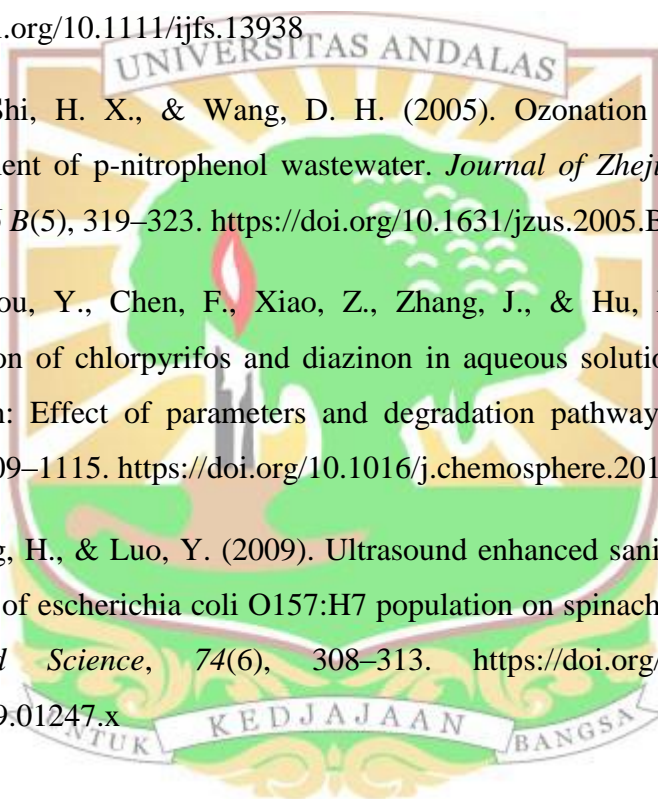 i.org/10.1111/ijfs.13938
UNIVERSITAS ANDALAS
Shi, H. X., & Wang, D. H. (2005). Ozonation
ent of p-nitrophenol wastewater. Journal of Zheji
B(5), 319–323. https://doi.org/10.1631/jzus.2005.B
ou, Y., Chen, F., Xiao, Z., Zhang, J., & Hu,
on of chlorpyrifos and diazinon in aqueous solutio
n: Effect of parameters and degradation pathway
09–1115. https://doi.org/10.1016/j.chemosphere.201
g, H., & Luo, Y. (2009). Ultrasound enhanced sani
of escherichia coli O157:H7 population on spinach
d Science, 74(6), 308–313. https://doi.org/
9.01247.x
UNTUK KEDJAJAAN BANGSA